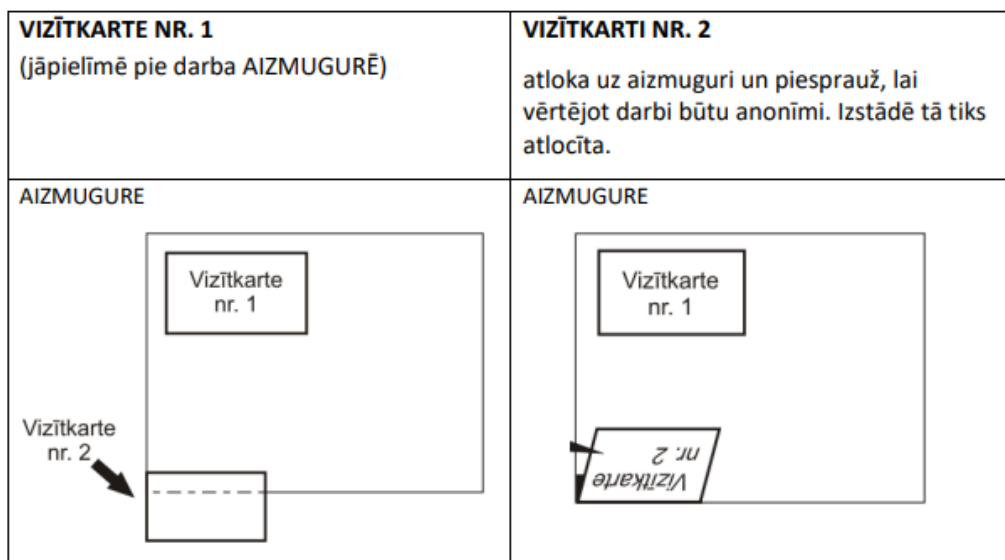 VIZĪTKARTE NR. 1
(jāpielīmē pie darba AIZMUGURĒ)
VIZĪTKARTI NR. 2
atloka uz aizmuguri un piesprauž, lai
vērtējot darbi būtu anonīmi. Izstādē tā tiks
atlocīta.
AIZMUGURE
Vizītkarte
nr. 1
Vizītkarte
nr. 2
AIZMUGURE
Vizītkarte
nr. 1
Vizītkarte
nr. 2